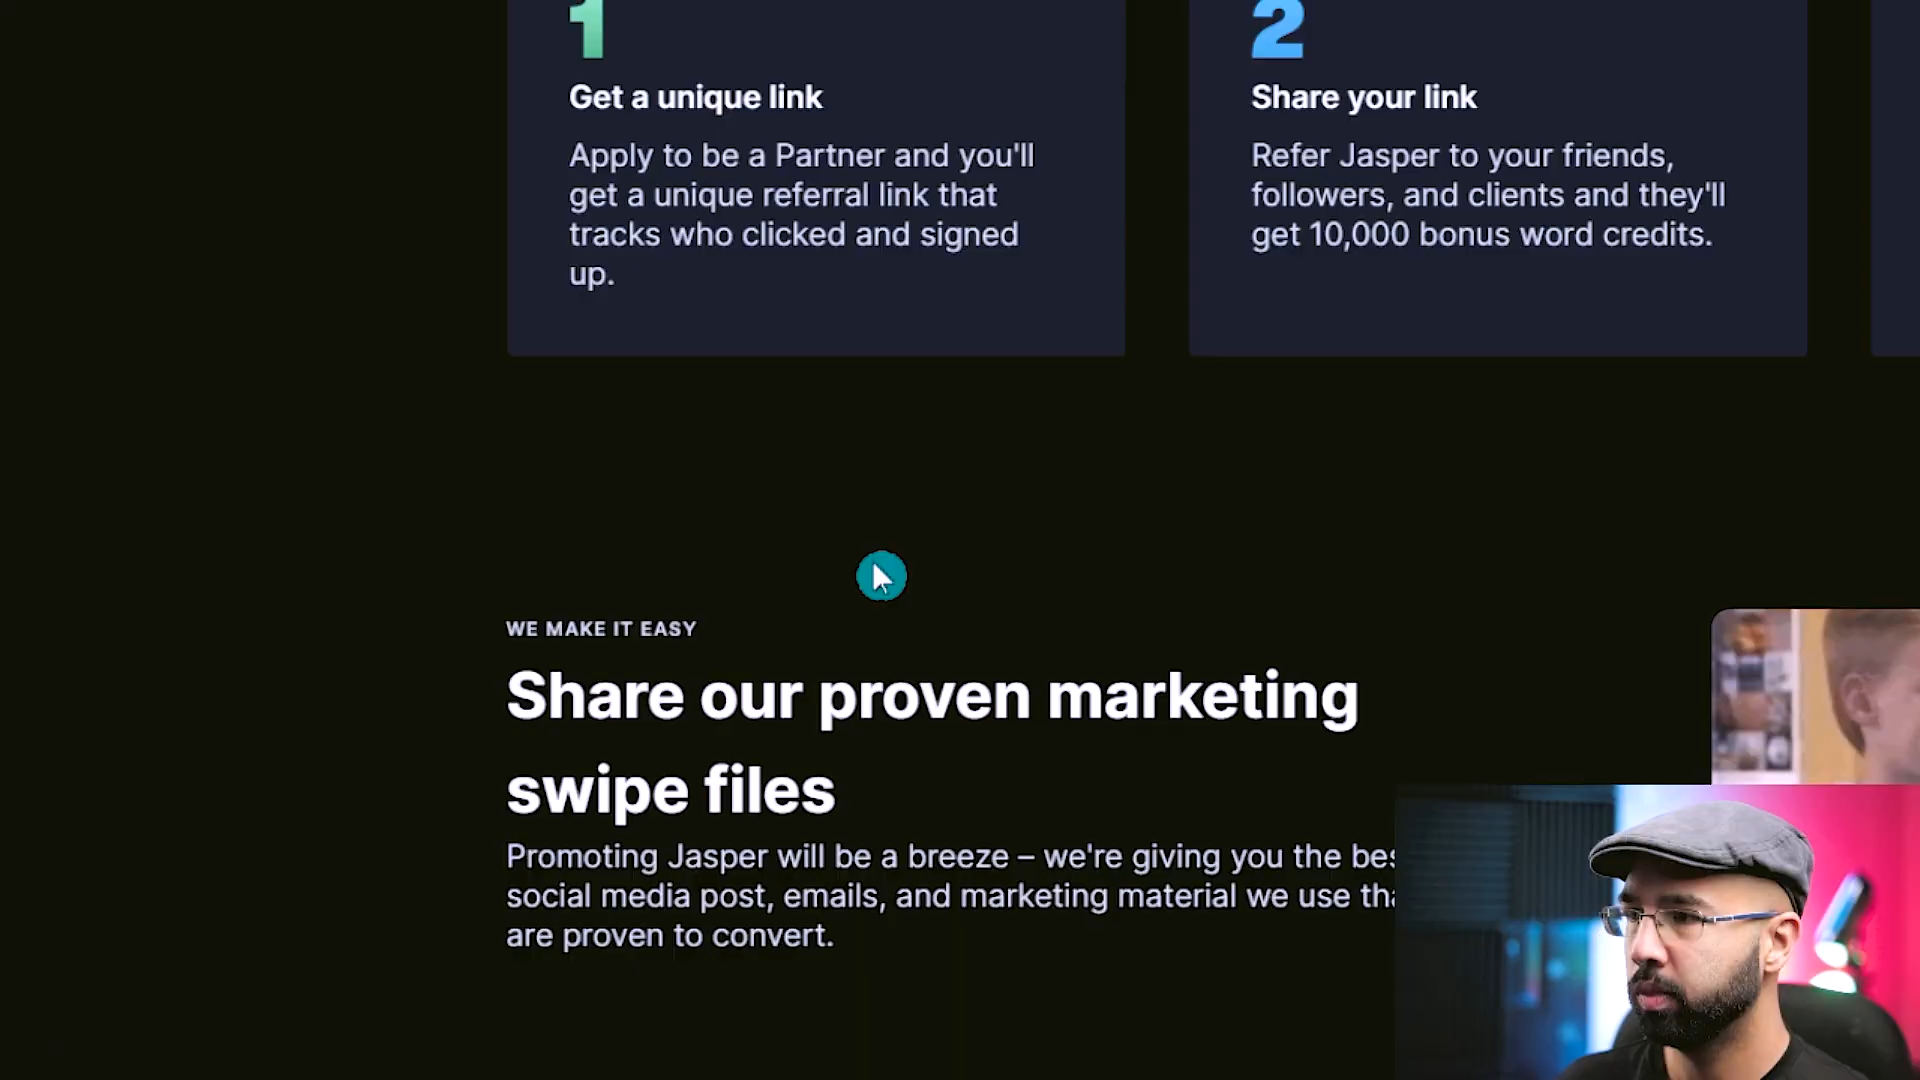 1
Get a unique link
Apply to be a Partner and you'll
get a unique referral link that
tracks who clicked and signed
up.
2
Share your link
Refer Jasper to your friends,
followers, and clients and they'll
get 10,000 bonus word credits.
WE MAKE IT EASY
Share our proven marketing
swipe files
Promoting Jasper will be a breeze – we're giving you the
social media post, emails, and marketing material we use
are proven to convert.